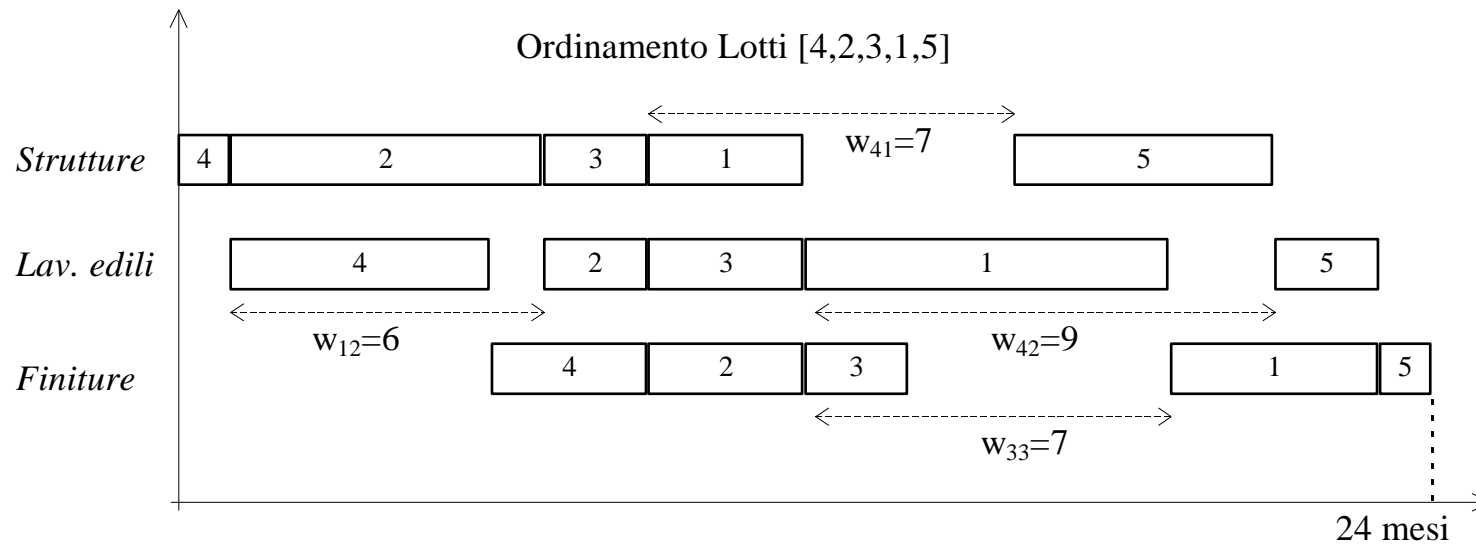 Ordinamento Lotti [4,2,3,1,5]
w41=7
Strutture 4 2 3 1 5
Lav. edili 4 2 3 1 5
w12=6 w42=9
Finiture 4 2 3 1 5
w33=7
24 mesi